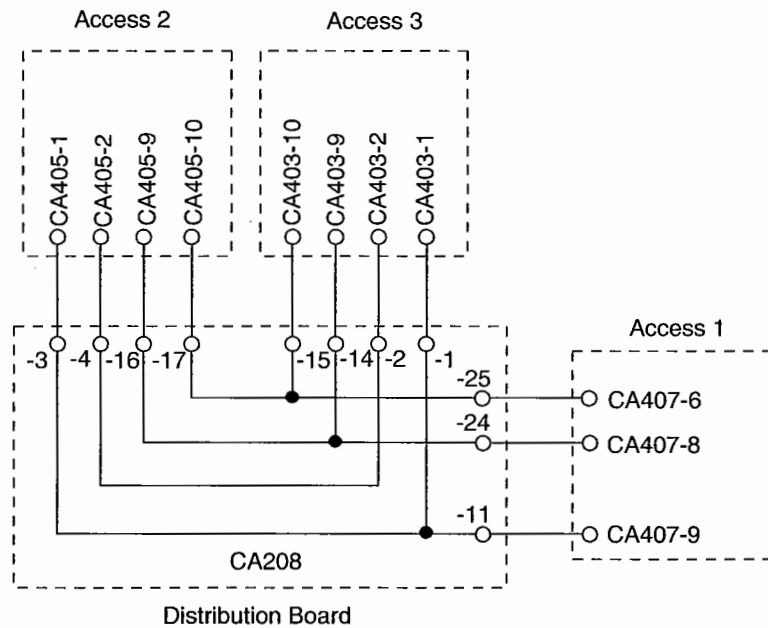 Access 2
Access 3
CA405-1
CA405-2
CA405-9
CA405-10
CA403-10
CA403-9
CA403-2
CA403-1
-3
-4
-16
-17
-15
-14
-2
-1
Access 1
-25
CA407-6
-24
CA407-8
-11
CA407-9
CA208
Distribution Board